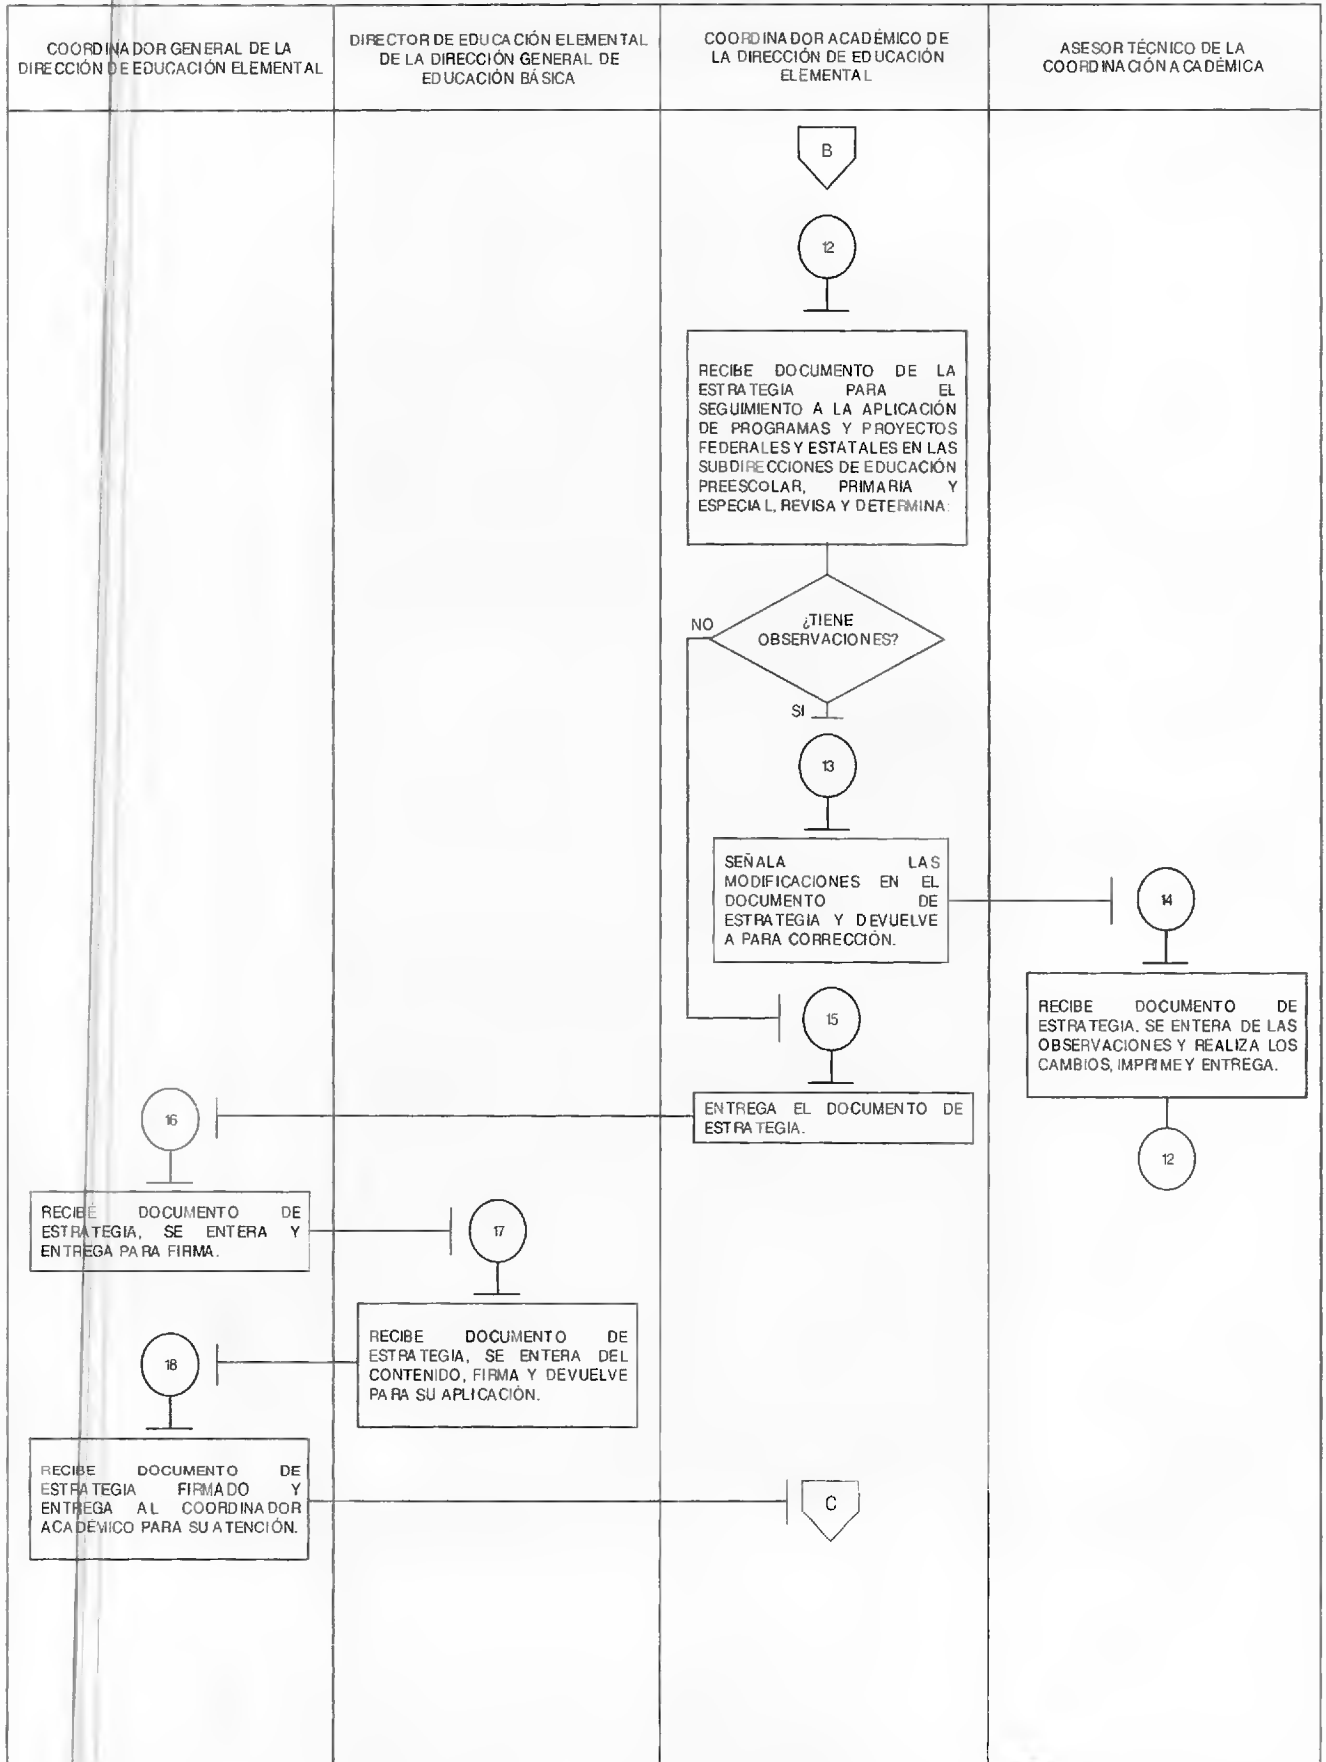 COORDINADOR GENERAL DE LA
DIRECCIÓN DE EDUCACIÓN ELEMENTAL
DIRECTOR DE EDUCACIÓN ELEMENTAL
DE LA DIRECCIÓN GENERAL DE
EDUCACIÓN BÁSICA
COORDINADOR ACADÉMICO DE
LA DIRECCIÓN DE EDUCACIÓN
ELEMENTAL
ASESOR TÉCNICO DE LA
COORDINACIÓN ACADÉMICA
B
12
RECIBE DOCUMENTO DE LA
ESTRATEGIA PARA EL
SEGUIMIENTO A LA APLICACIÓN
DE PROGRAMAS Y PROYECTOS
FEDERALES Y ESTATALES EN LAS
SUBDIRECCIONES DE EDUCACIÓN
PREESCOLAR, PRIMARIA Y
ESPECIAL, REVISA Y DETERMINA:
¿TIENE
OBSERVACIONES?
NO
SI
13
SEÑALA LAS
MODIFICACIONES EN EL
DOCUMENTO DE
ESTRATEGIA Y DEVUELVE
A PARA CORRECCIÓN.
14
RECIBE DOCUMENTO DE
ESTRATEGIA. SE ENTERA DE LAS
OBSERVACIONES Y REALIZA LOS
CAMBIOS, IMPRIME Y ENTREGA.
12
15
ENTREGA EL DOCUMENTO DE
ESTRATEGIA.
16
RECIBE DOCUMENTO DE
ESTRATEGIA, SE ENTERA Y
ENTREGA PARA FIRMA.
17
RECIBE DOCUMENTO DE
ESTRATEGIA, SE ENTERA DEL
CONTENIDO, FIRMA Y DEVUELVE
PARA SU APLICACIÓN.
18
RECIBE DOCUMENTO DE
ESTRATEGIA FIRMADO Y
ENTREGA AL COORDINADOR
ACADÉMICO PARA SU ATENCIÓN.
C